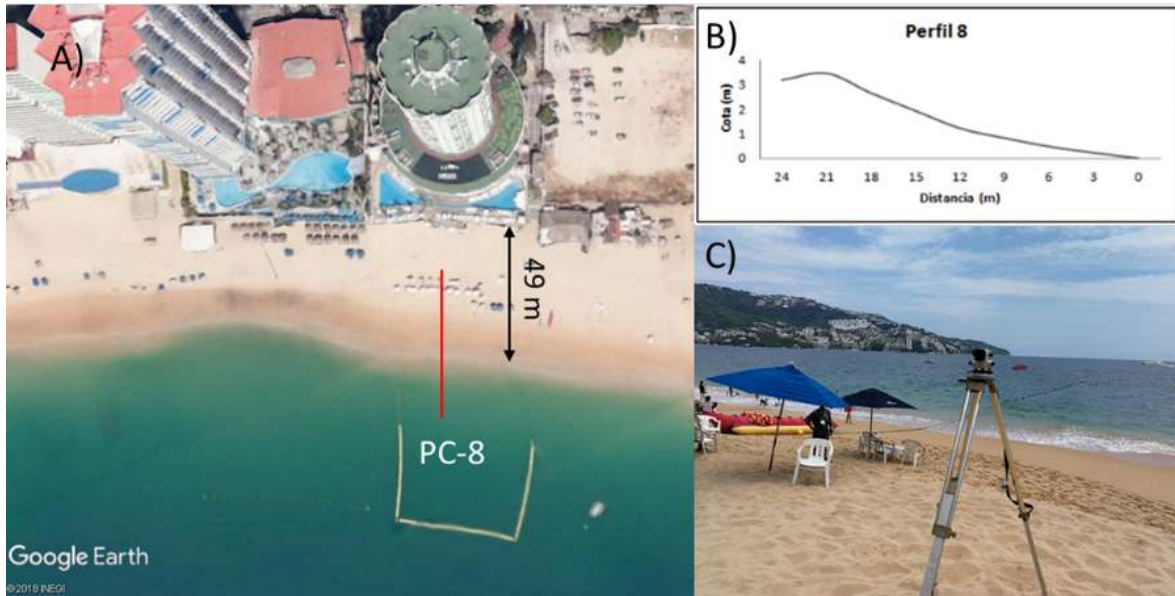 A)
49 m
PC-8
Google Earth
©2018 INEGI
B)
Perfil 8
Cota (m)
4
3
2
1
0
24 21 18 15 12 9 6 3 0
Distancia (m)
C)